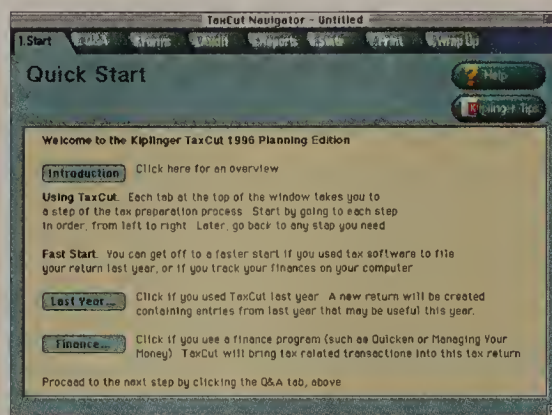 TaxCut Navigator - Untitled
1.Start Q&A Forms Audit Reports State Print Wrap Up
Quick Start
? Help
Kiplinger Tips
Welcome to the Kiplinger TaxCut 1996 Planning Edition
Introduction Click here for an overview
Using TaxCut. Each tab at the top of the window takes you to
a step of the tax preparation process Start by going to each step
in order, from left to right Later, go back to any step you need
Fast Start. You can get off to a faster start if you used tax software to file
your return last year, or if you track your finances on your computer
Last Year... Click if you used TaxCut last year A new return will be created
containing entries from last year that may be useful this year.
Finance... Click if you use a finance program (such as Quicken or Managing Your
Money) TaxCut will bring tax related transactions into this tax return
Proceed to the next step by clicking the Q&A tab, above